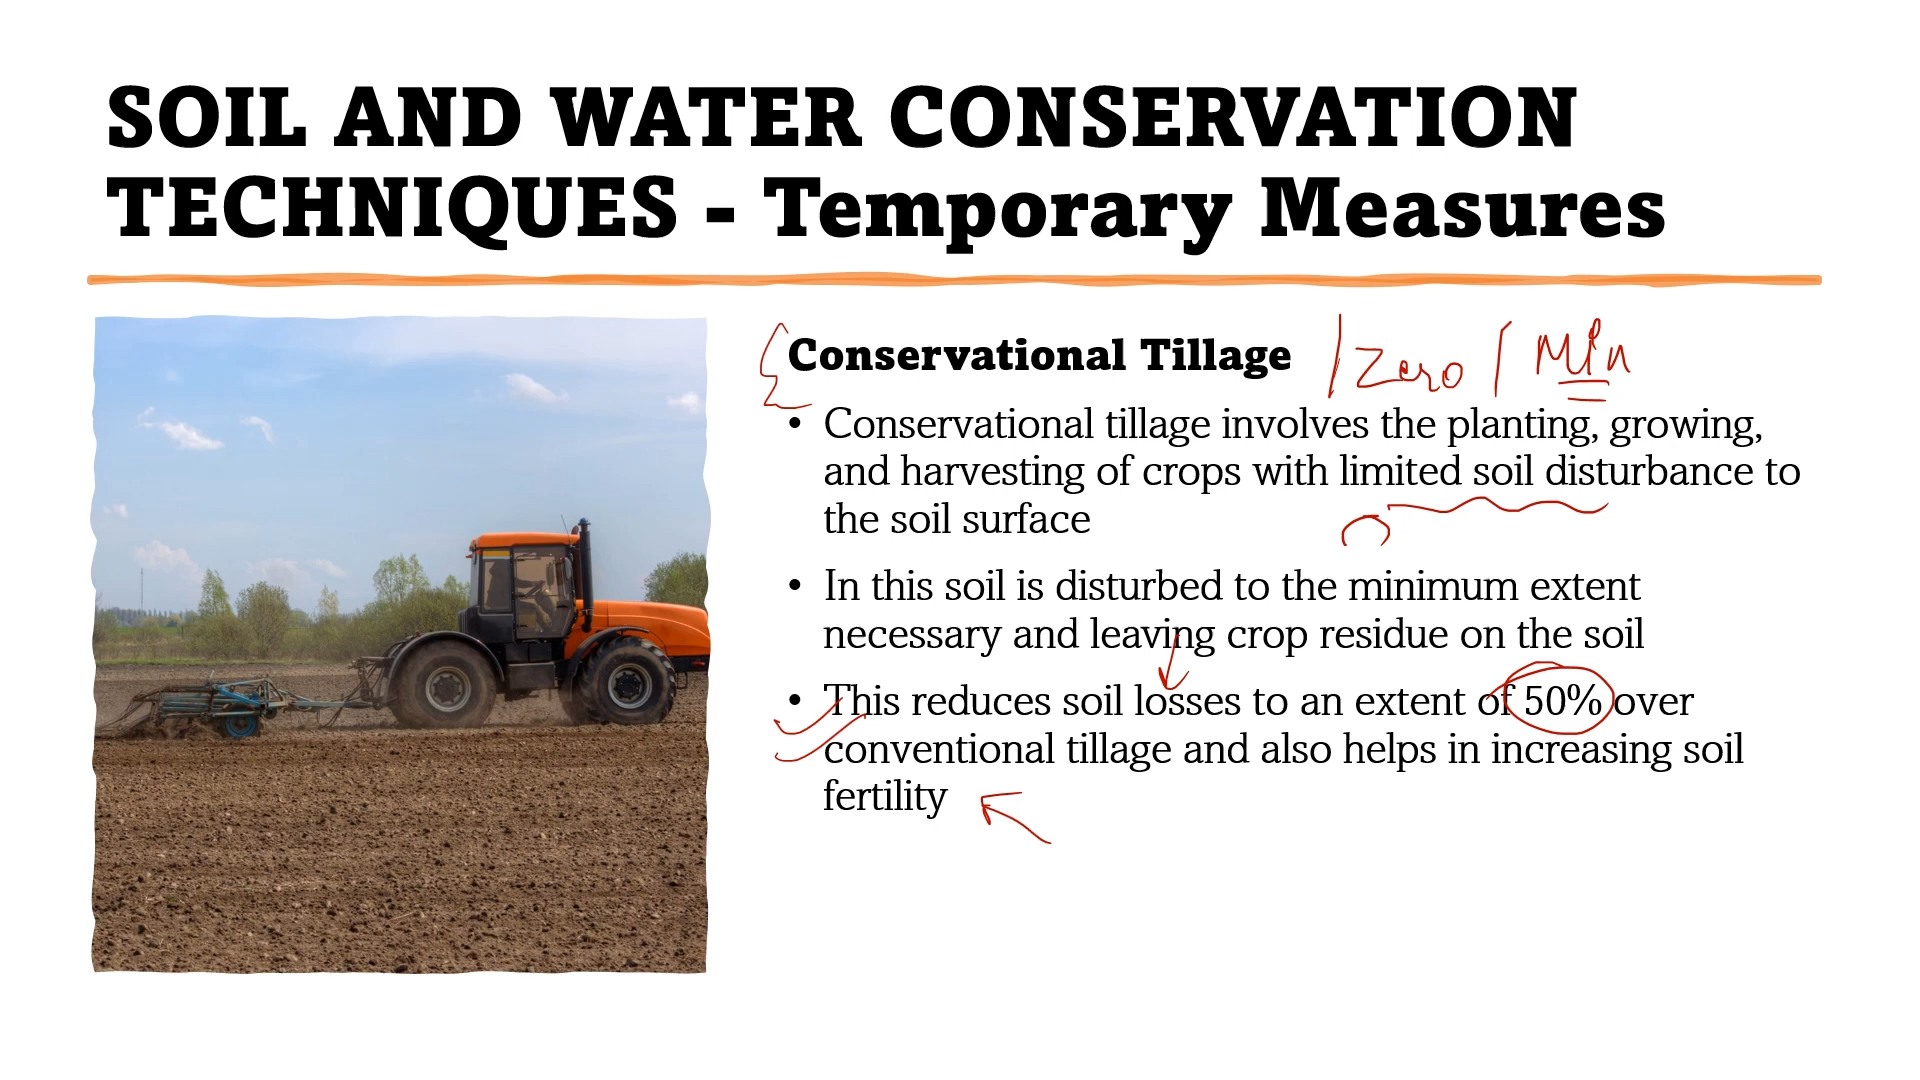 SOIL AND WATER CONSERVATION
TECHNIQUES - Temporary Measures
Conservational Tillage / Zero / Min
• Conservational tillage involves the planting, growing,
and harvesting of crops with limited soil disturbance to
the soil surface
• In this soil is disturbed to the minimum extent
necessary and leaving crop residue on the soil
• This reduces soil losses to an extent of 50% over
conventional tillage and also helps in increasing soil
fertility